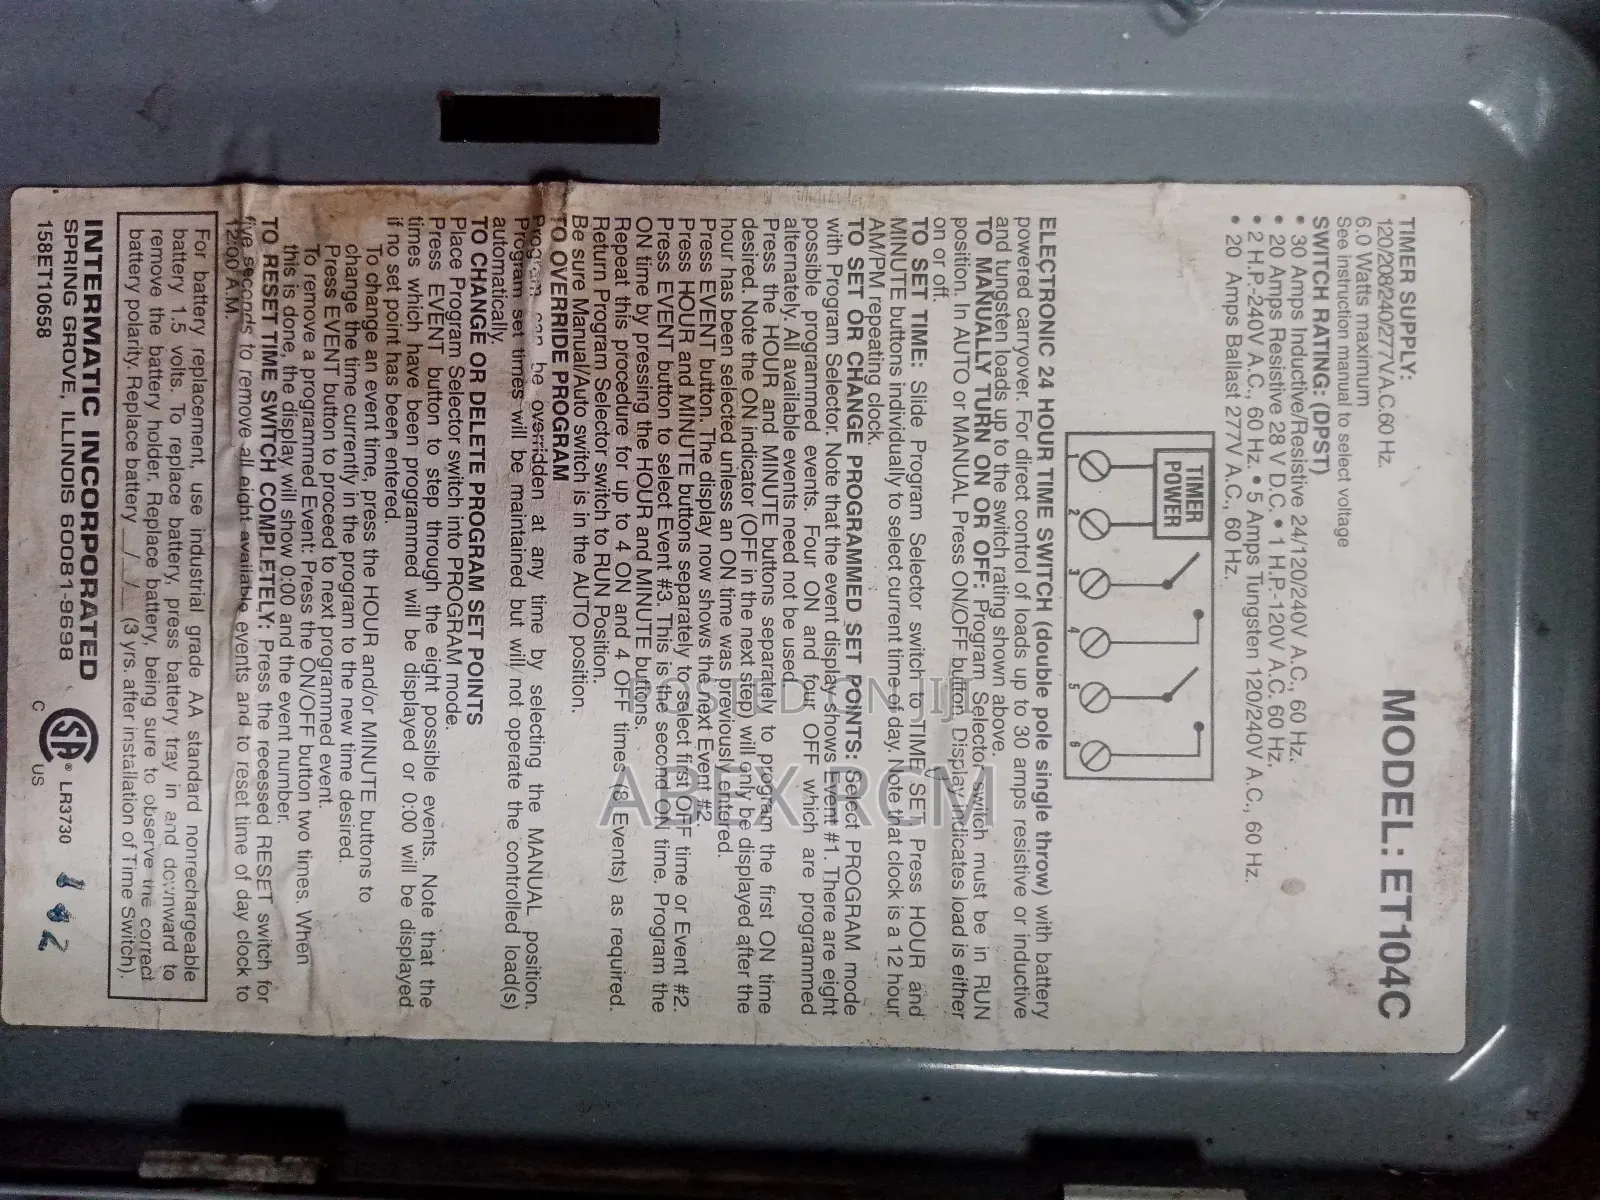 MODEL: ET104C
TIMER SUPPLY:
120/208/240/277V A.C. 60 Hz.
6.0 Watts maximum
See instruction manual to select voltage
SWITCH RATING: (DPST)
• 30 Amps Inductive/Resistive 24/120/240V A.C., 60 Hz.
• 20 Amps Resistive 28 V D.C. • 1 H.P.-120V A.C. 60 Hz.
• 2 H.P.-240V A.C., 60 Hz. • 5 Amps Tungsten 120/240V A.C., 60 Hz.
• 20 Amps Ballast 277V A.C., 60 Hz.
TIMER
POWER
1 2 3 4 5 6
ELECTRONIC 24 HOUR TIME SWITCH (double pole single throw) with battery
powered carryover. For direct control of loads up to 30 amps resistive or inductive
and tungsten loads up to the switch rating shown above.
TO MANUALLY TURN ON OR OFF: Program Selector switch must be in RUN
position. In AUTO or MANUAL Press ON/OFF button. Display indicates load is either
on or off.
TO SET TIME: Slide Program Selector switch to TIME SET Press HOUR and
MINUTE buttons individually to select current time of day. Note that clock is a 12 hour
AM/PM repeating clock.
TO SET OR CHANGE PROGRAMMED SET POINTS: Select PROGRAM mode
with Program Selector. Note that the event display shows Event #1. There are eight
possible programmed events. Four ON and four OFF which are programmed
alternately. All available events need not be used.
Press the HOUR and MINUTE buttons separately to program the first ON time
desired. Note the ON indicator (OFF in the next step) will only be displayed after the
hour has been selected unless an ON time was previously entered.
Press EVENT button. The display now shows the next Event #2.
Press HOUR and MINUTE buttons separately to select first OFF time or Event #2.
Press EVENT button to select Event #3. This is the second ON time. Program the
ON time by pressing the HOUR and MINUTE buttons.
Repeat this procedure for up to 4 ON and 4 OFF times (8 Events) as required.
Return Program Selector switch to RUN Position.
Be sure Manual/Auto switch is in the AUTO position.
TO OVERRIDE PROGRAM
Program can be overridden at any time by selecting the MANUAL position.
Program set times will be maintained but will not operate the controlled load(s)
automatically.
TO CHANGE OR DELETE PROGRAM SET POINTS
Place Program Selector switch into PROGRAM mode.
Press EVENT button to step through the eight possible events. Note that the
times which have been programmed will be displayed or 0:00 will be displayed
if no set point has been entered.
To change an event time, press the HOUR and/or MINUTE buttons to
change the time currently in the program to the new time desired.
Press EVENT button to proceed to next programmed event.
To remove a programmed Event: Press the ON/OFF button two times. When
this is done, the display will show 0:00 and the event number.
TO RESET TIME SWITCH COMPLETELY: Press the recessed RESET switch for
five seconds to remove all eight available events and to reset time of day clock to
12:00 A.M.
For battery replacement, use industrial grade AA standard nonrechargeable
battery 1.5 volts. To replace battery, press battery tray in and downward to
remove the battery holder. Replace battery, being sure to observe the correct
battery polarity. Replace battery __/__/__ (3 yrs. after installation of Time Switch).
INTERMATIC INCORPORATED
SPRING GROVE, ILLINOIS 60081-9698
158ET10658
C SA® US
LR3730
POSTED ON JIJI
ABEX RCM